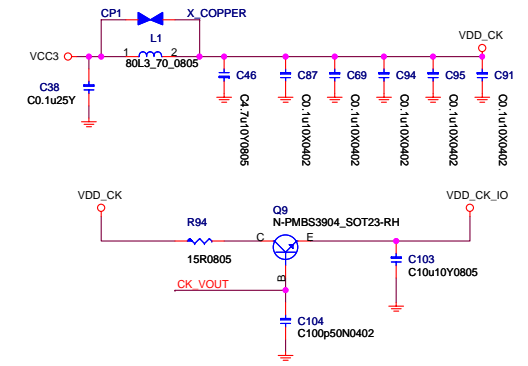 CP1 X_COPPER
L1
VCC3 1 2 VDD_CK
80L3_70_0805
C38 C46 C87 C69 C94 C95 C91
C0.1u25Y
C4.7u10Y0805 C0.1u10X0402 C0.1u10X0402 C0.1u10X0402 C0.1u10X0402 C0.1u10X0402
VDD_CK VDD_CK_IO
Q9
R94 N-PMBS3904_SOT23-RH
C E
15R0805 C103
C10u10Y0805
B
CK_VOUT
C104
C100p50N0402